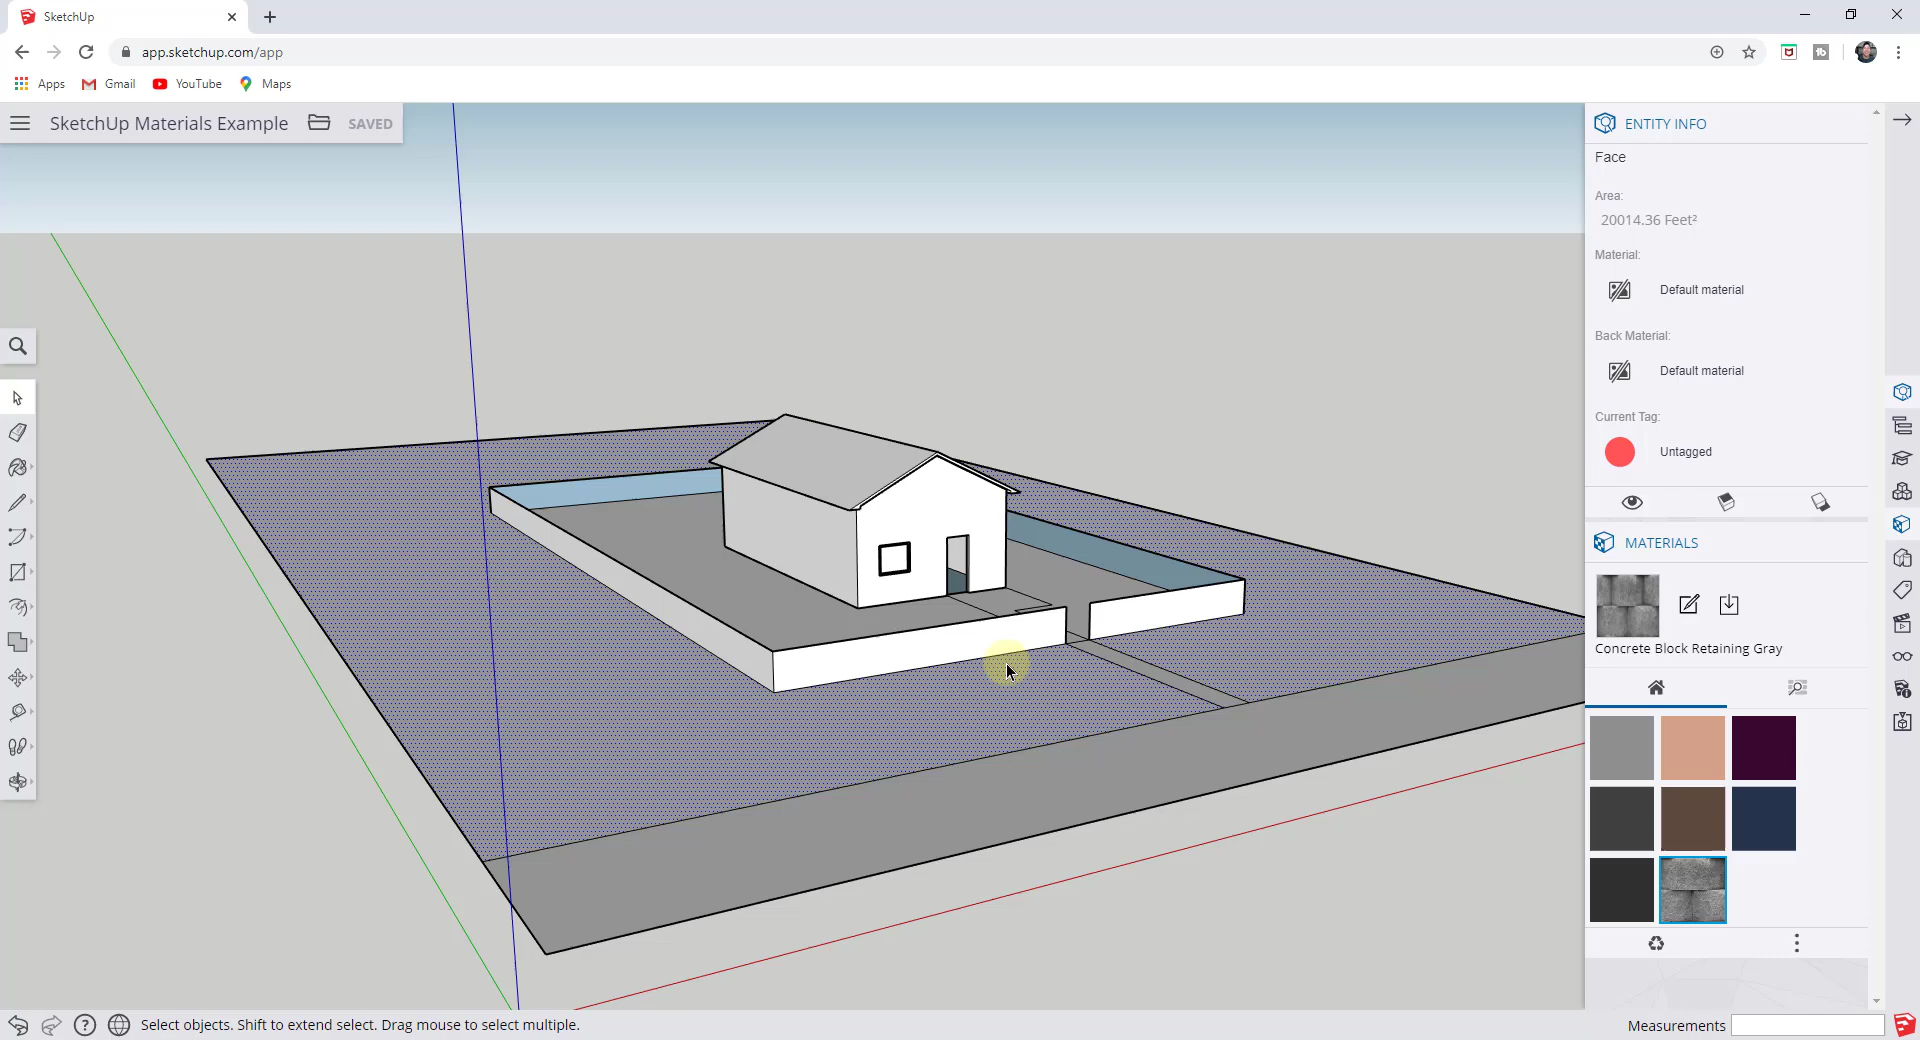 SketchUp
app.sketchup.com/app
Apps
Gmail
YouTube
Maps
SketchUp Materials Example
SAVED
ENTITY INFO
Face
Area:
20014.36 Feet²
Material:
Default material
Back Material:
Default material
Current Tag:
Untagged
MATERIALS
Concrete Block Retaining Gray
Select objects. Shift to extend select. Drag mouse to select multiple.
Measurements